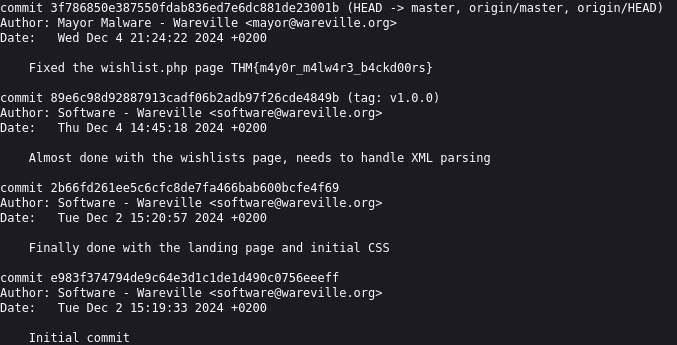 commit 3f786850e387550fdab836ed7e6dc881de23001b (HEAD -> master, origin/master, origin/HEAD)
Author: Mayor Malware - Wareville <mayor@wareville.org>
Date:   Wed Dec 4 21:24:22 2024 +0200
    Fixed the wishlist.php page THM{m4y0r_m4lw4r3_b4ckd00rs}
commit 89e6c98d92887913cadf06b2adb97f26cde4849b (tag: v1.0.0)
Author: Software - Wareville <software@wareville.org>
Date:   Thu Dec 4 14:45:18 2024 +0200
    Almost done with the wishlists page, needs to handle XML parsing
commit 2b66fd261ee5c6cfc8de7fa466bab600bcfe4f69
Author: Software - Wareville <software@wareville.org>
Date:   Tue Dec 2 15:20:57 2024 +0200
    Finally done with the landing page and initial CSS
commit e983f374794de9c64e3d1c1de1d490c0756eeeff
Author: Software - Wareville <software@wareville.org>
Date:   Tue Dec 2 15:19:33 2024 +0200
    Initial commit